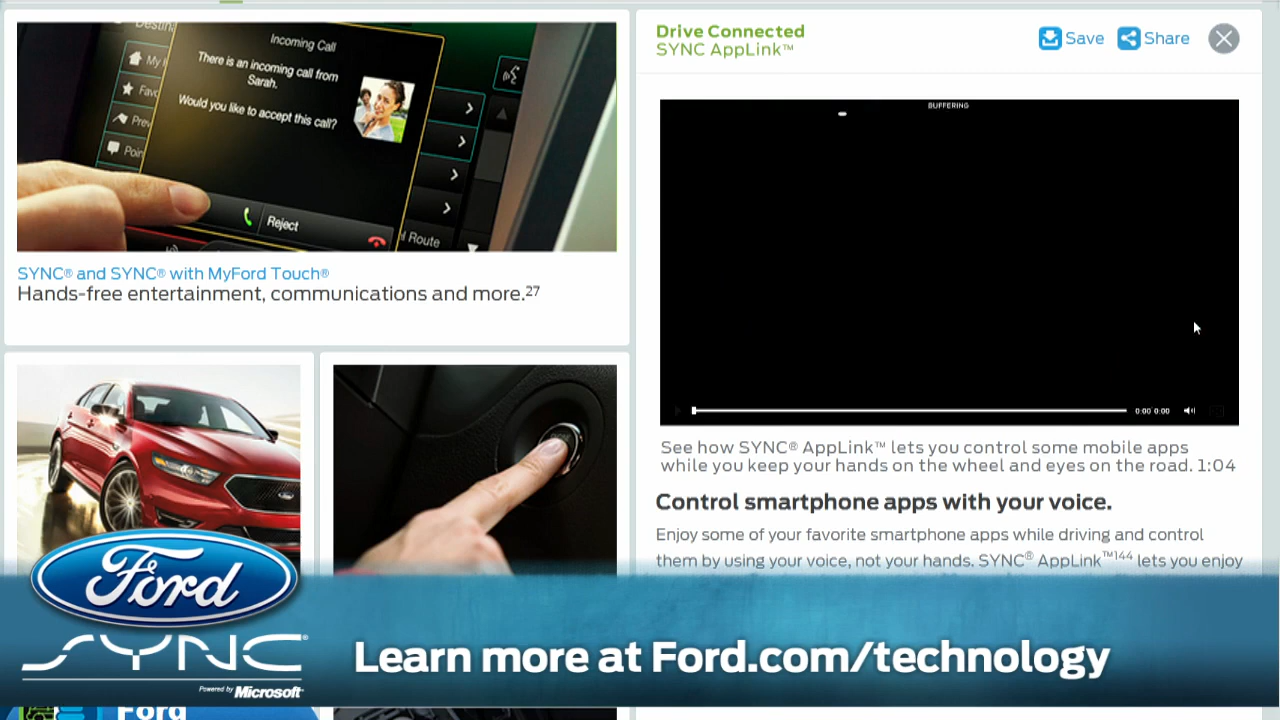 Destin
My
Favo
Prev
Poin
Incoming Call
There is an incoming call from
Sarah.
Would you like to accept this call?
Reject
Route
SYNC® and SYNC® with MyFord Touch®
Hands-free entertainment, communications and more.27
Drive Connected
SYNC AppLink™
Save
Share
BUFFERING
0:00 0:00
See how SYNC® AppLink™ lets you control some mobile apps
while you keep your hands on the wheel and eyes on the road. 1:04
Control smartphone apps with your voice.
Enjoy some of your favorite smartphone apps while driving and control
them by using your voice, not your hands. SYNC® AppLink™144 lets you enjoy
Ford
SYNC®
Powered by Microsoft®
Learn more at Ford.com/technology
Ford